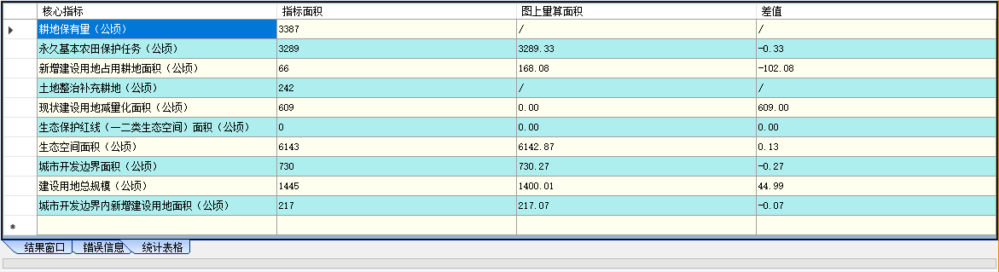 核心指标 指标面积 图上量算面积 差值
耕地保有量（公顷） 3387 / /
永久基本农田保护任务（公顷） 3289 3289.33 -0.33
新增建设用地占用耕地面积（公顷） 66 168.08 -102.08
土地整治补充耕地（公顷） 242 / /
现状建设用地减量化面积（公顷） 609 0.00 609.00
生态保护红线（一二类生态空间）面积（公顷） 0 0.00 0.00
生态空间面积（公顷） 6143 6142.87 0.13
城市开发边界面积（公顷） 730 730.27 -0.27
建设用地总规模（公顷） 1445 1400.01 44.99
城市开发边界内新增建设用地面积（公顷） 217 217.07 -0.07
结果窗口 错误信息 统计表格